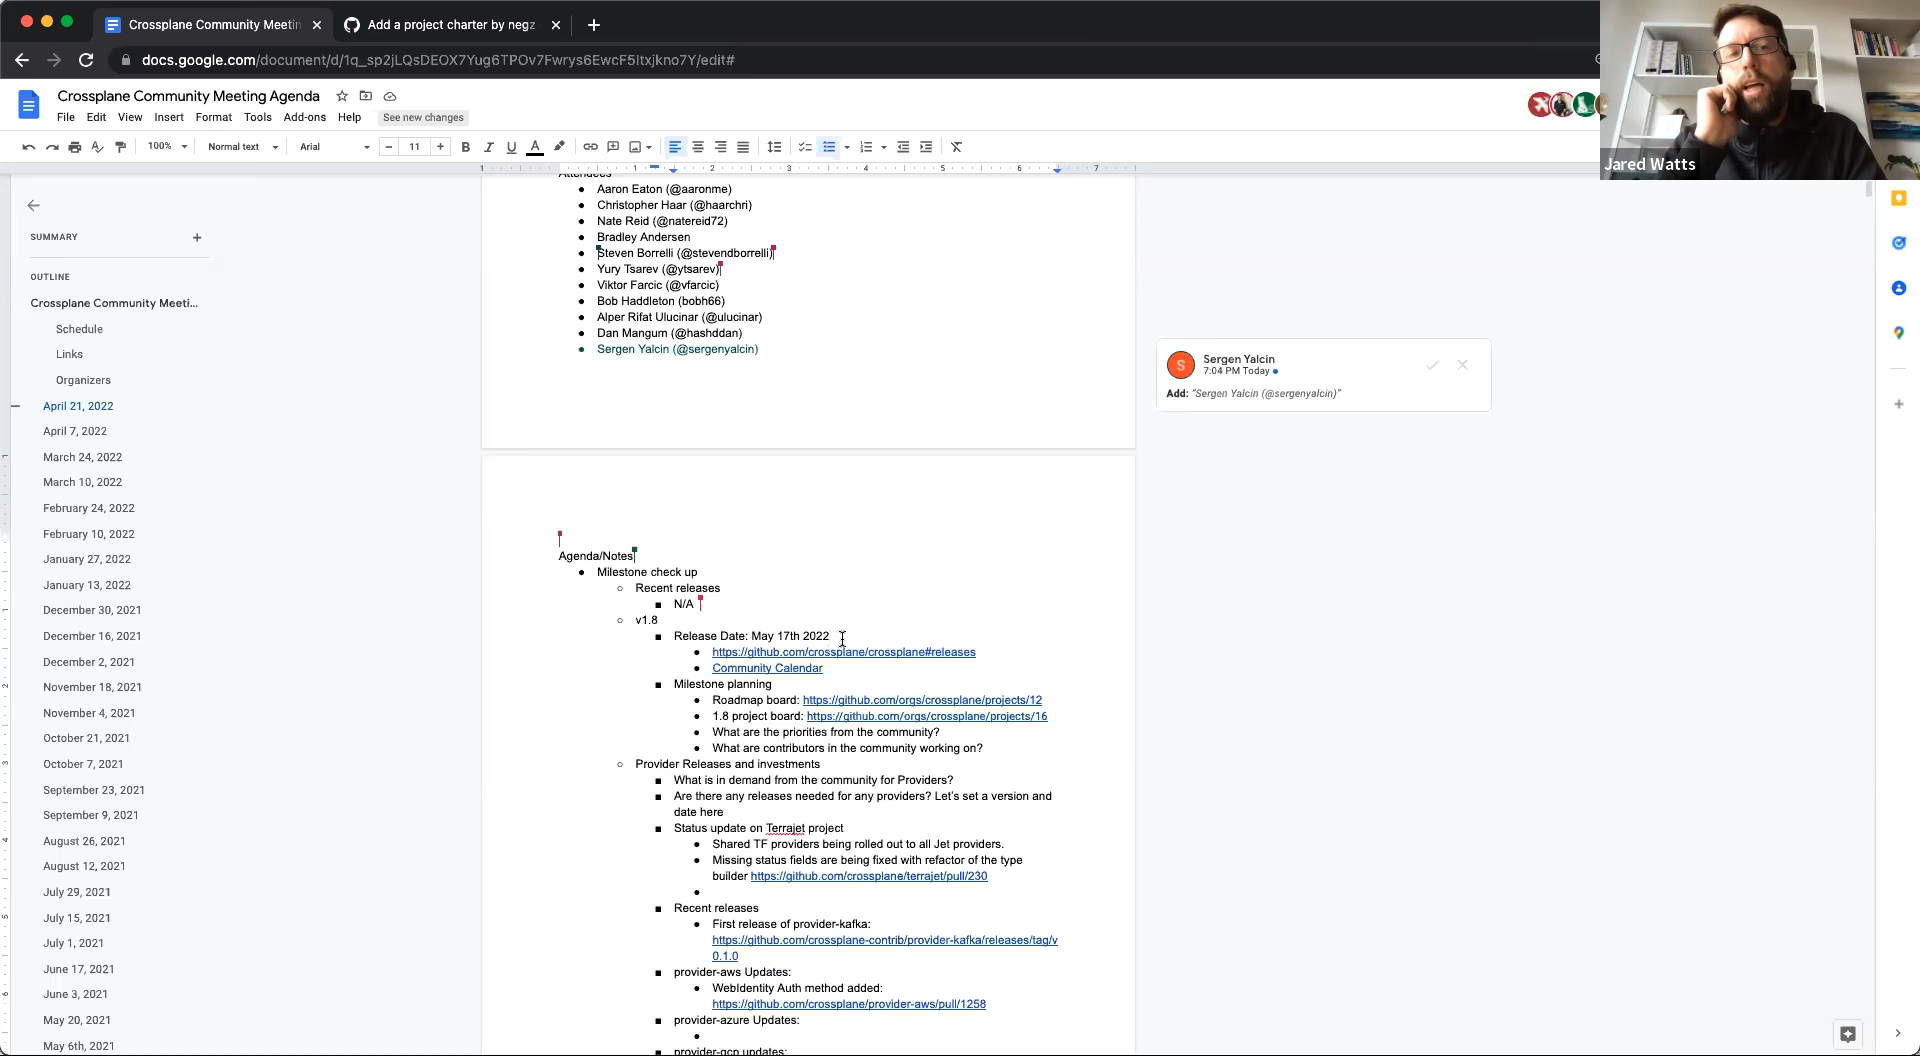 Crossplane Community Meetin
Add a project charter by negz
docs.google.com/document/d/1q_sp2jLQsDEOX7Yug6TPOv7Fwrys6EwcF5Itxjkno7Y/edit#
Crossplane Community Meeting Agenda
File Edit View Insert Format Tools Add-ons Help See new changes
100% Normal text Arial 11
1 1 2 3 4 5 6 7
Jared Watts
SUMMARY
OUTLINE
Crossplane Community Meeti...
Schedule
Links
Organizers
April 21, 2022
April 7, 2022
March 24, 2022
March 10, 2022
February 24, 2022
February 10, 2022
January 27, 2022
January 13, 2022
December 30, 2021
December 16, 2021
December 2, 2021
November 18, 2021
November 4, 2021
October 21, 2021
October 7, 2021
September 23, 2021
September 9, 2021
August 26, 2021
August 12, 2021
July 29, 2021
July 15, 2021
July 1, 2021
June 17, 2021
June 3, 2021
May 20, 2021
May 6th, 2021
Attendees
Aaron Eaton (@aaronme)
Christopher Haar (@haarchri)
Nate Reid (@natereid72)
Bradley Andersen
Steven Borrelli (@stevendborrelli)
Yury Tsarev (@ytsarev)
Viktor Farcic (@vfarcic)
Bob Haddleton (bobh66)
Alper Rifat Ulucinar (@ulucinar)
Dan Mangum (@hashddan)
Sergen Yalcin (@sergenyalcin)
Agenda/Notes
Milestone check up
Recent releases
N/A
v1.8
Release Date: May 17th 2022
https://github.com/crossplane/crossplane#releases
Community Calendar
Milestone planning
Roadmap board: https://github.com/orgs/crossplane/projects/12
1.8 project board: https://github.com/orgs/crossplane/projects/16
What are the priorities from the community?
What are contributors in the community working on?
Provider Releases and investments
What is in demand from the community for Providers?
Are there any releases needed for any providers? Let's set a version and
date here
Status update on Terrajet project
Shared TF providers being rolled out to all Jet providers.
Missing status fields are being fixed with refactor of the type
builder https://github.com/crossplane/terrajet/pull/230
Recent releases
First release of provider-kafka:
https://github.com/crossplane-contrib/provider-kafka/releases/tag/v
0.1.0
provider-aws Updates:
WebIdentity Auth method added:
https://github.com/crossplane/provider-aws/pull/1258
provider-azure Updates:
provider-gcp updates:
S
Sergen Yalcin
7:04 PM Today
Add: "Sergen Yalcin (@sergenyalcin)"